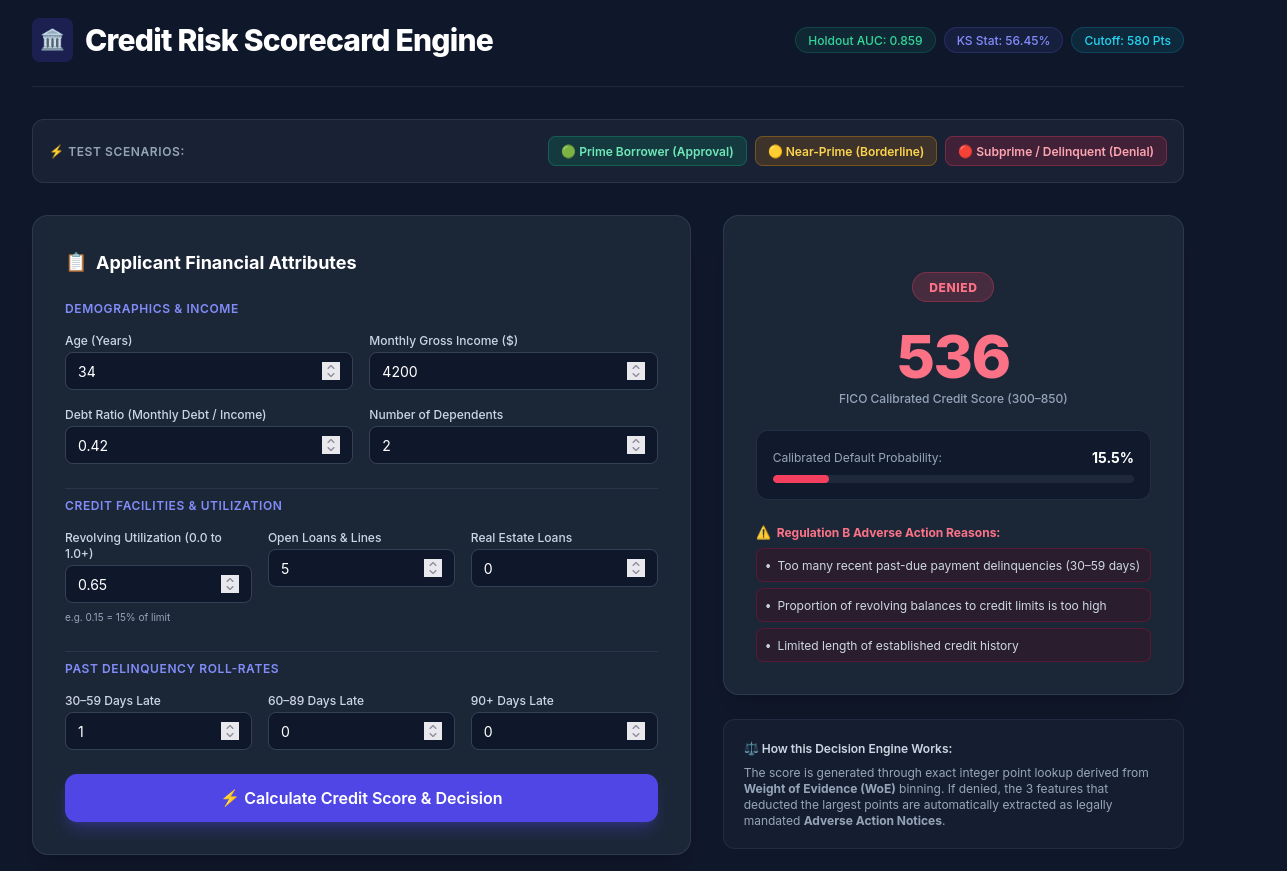 🏛️ Credit Risk Scorecard Engine
Holdout AUC: 0.859
KS Stat: 56.45%
Cutoff: 580 Pts
⚡ TEST SCENARIOS:
🟢 Prime Borrower (Approval)
🟡 Near-Prime (Borderline)
🔴 Subprime / Delinquent (Denial)
📋 Applicant Financial Attributes
DEMOGRAPHICS & INCOME
Age (Years)
34
Monthly Gross Income ($)
4200
Debt Ratio (Monthly Debt / Income)
0.42
Number of Dependents
2
CREDIT FACILITIES & UTILIZATION
Revolving Utilization (0.0 to
1.0+)
0.65
e.g. 0.15 = 15% of limit
Open Loans & Lines
5
Real Estate Loans
0
PAST DELINQUENCY ROLL-RATES
30–59 Days Late
1
60–89 Days Late
0
90+ Days Late
0
⚡ Calculate Credit Score & Decision
DENIED
536
FICO Calibrated Credit Score (300–850)
Calibrated Default Probability:
15.5%
⚠️ Regulation B Adverse Action Reasons:
• Too many recent past-due payment delinquencies (30–59 days)
• Proportion of revolving balances to credit limits is too high
• Limited length of established credit history
⚖️ How this Decision Engine Works:
The score is generated through exact integer point lookup derived from
Weight of Evidence (WoE) binning. If denied, the 3 features that
deducted the largest points are automatically extracted as legally
mandated Adverse Action Notices.